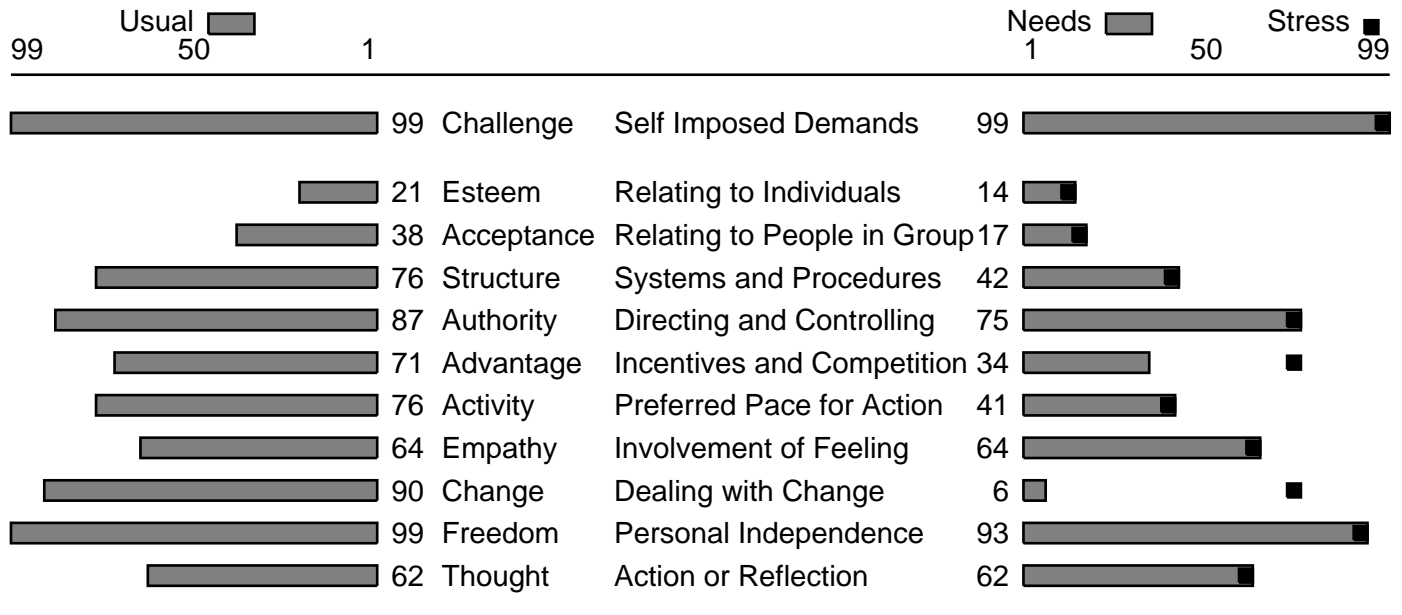 Usual Needs Stress
99 50 1 1 50 99
99 Challenge Self Imposed Demands 99
21 Esteem Relating to Individuals 14
38 Acceptance Relating to People in Group 17
76 Structure Systems and Procedures 42
87 Authority Directing and Controlling 75
71 Advantage Incentives and Competition 34
76 Activity Preferred Pace for Action 41
64 Empathy Involvement of Feeling 64
90 Change Dealing with Change 6
99 Freedom Personal Independence 93
62 Thought Action or Reflection 62